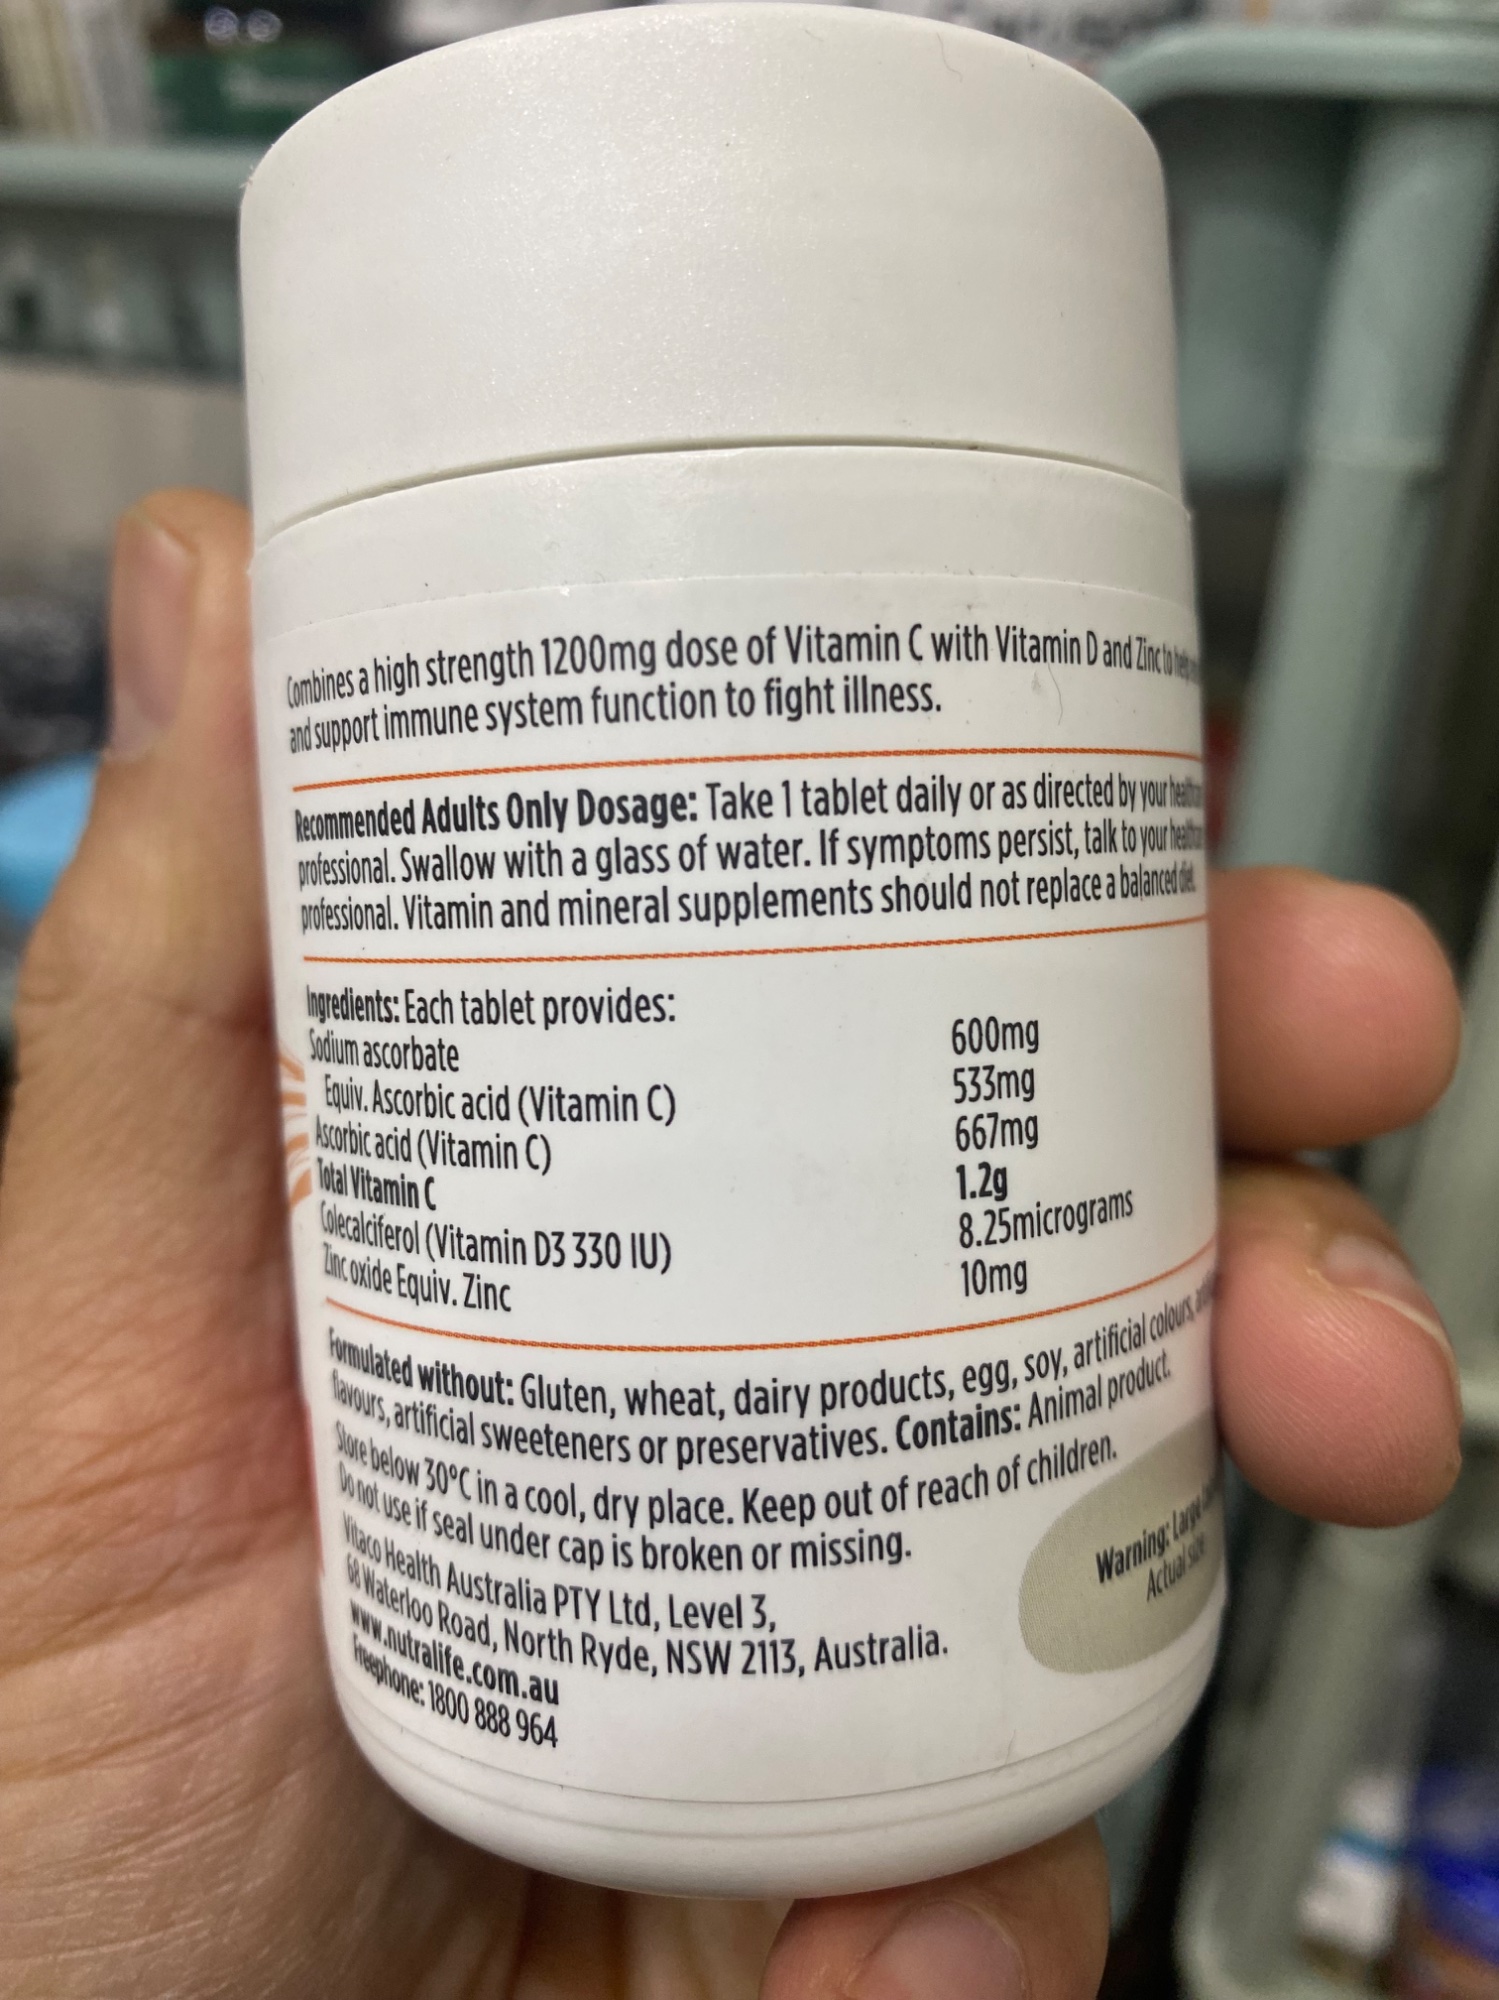 Combines a high strength 1200mg dose of Vitamin C with Vitamin D and Zinc to help
and support immune system function to fight illness.
Recommended Adults Only Dosage: Take 1 tablet daily or as directed by your
professional. Swallow with a glass of water. If symptoms persist, talk to your
professional. Vitamin and mineral supplements should not replace a balanced diet.
Ingredients: Each tablet provides:
Sodium ascorbate 600mg
Equiv. Ascorbic acid (Vitamin C) 533mg
Ascorbic acid (Vitamin C) 667mg
Total Vitamin C 1.2g
Colecalciferol (Vitamin D3 330 IU) 8.25micrograms
Zinc oxide Equiv. Zinc 10mg
Formulated without: Gluten, wheat, dairy products, egg, soy, artificial colours,
flavours, artificial sweeteners or preservatives. Contains: Animal product.
Store below 30°C in a cool, dry place. Keep out of reach of children.
Do not use if seal under cap is broken or missing.
Vitaco Health Australia PTY Ltd, Level 3,
68 Waterloo Road, North Ryde, NSW 2113, Australia.
www.nutralife.com.au
Freephone: 1800 888 964
Warning: Large
Actual size